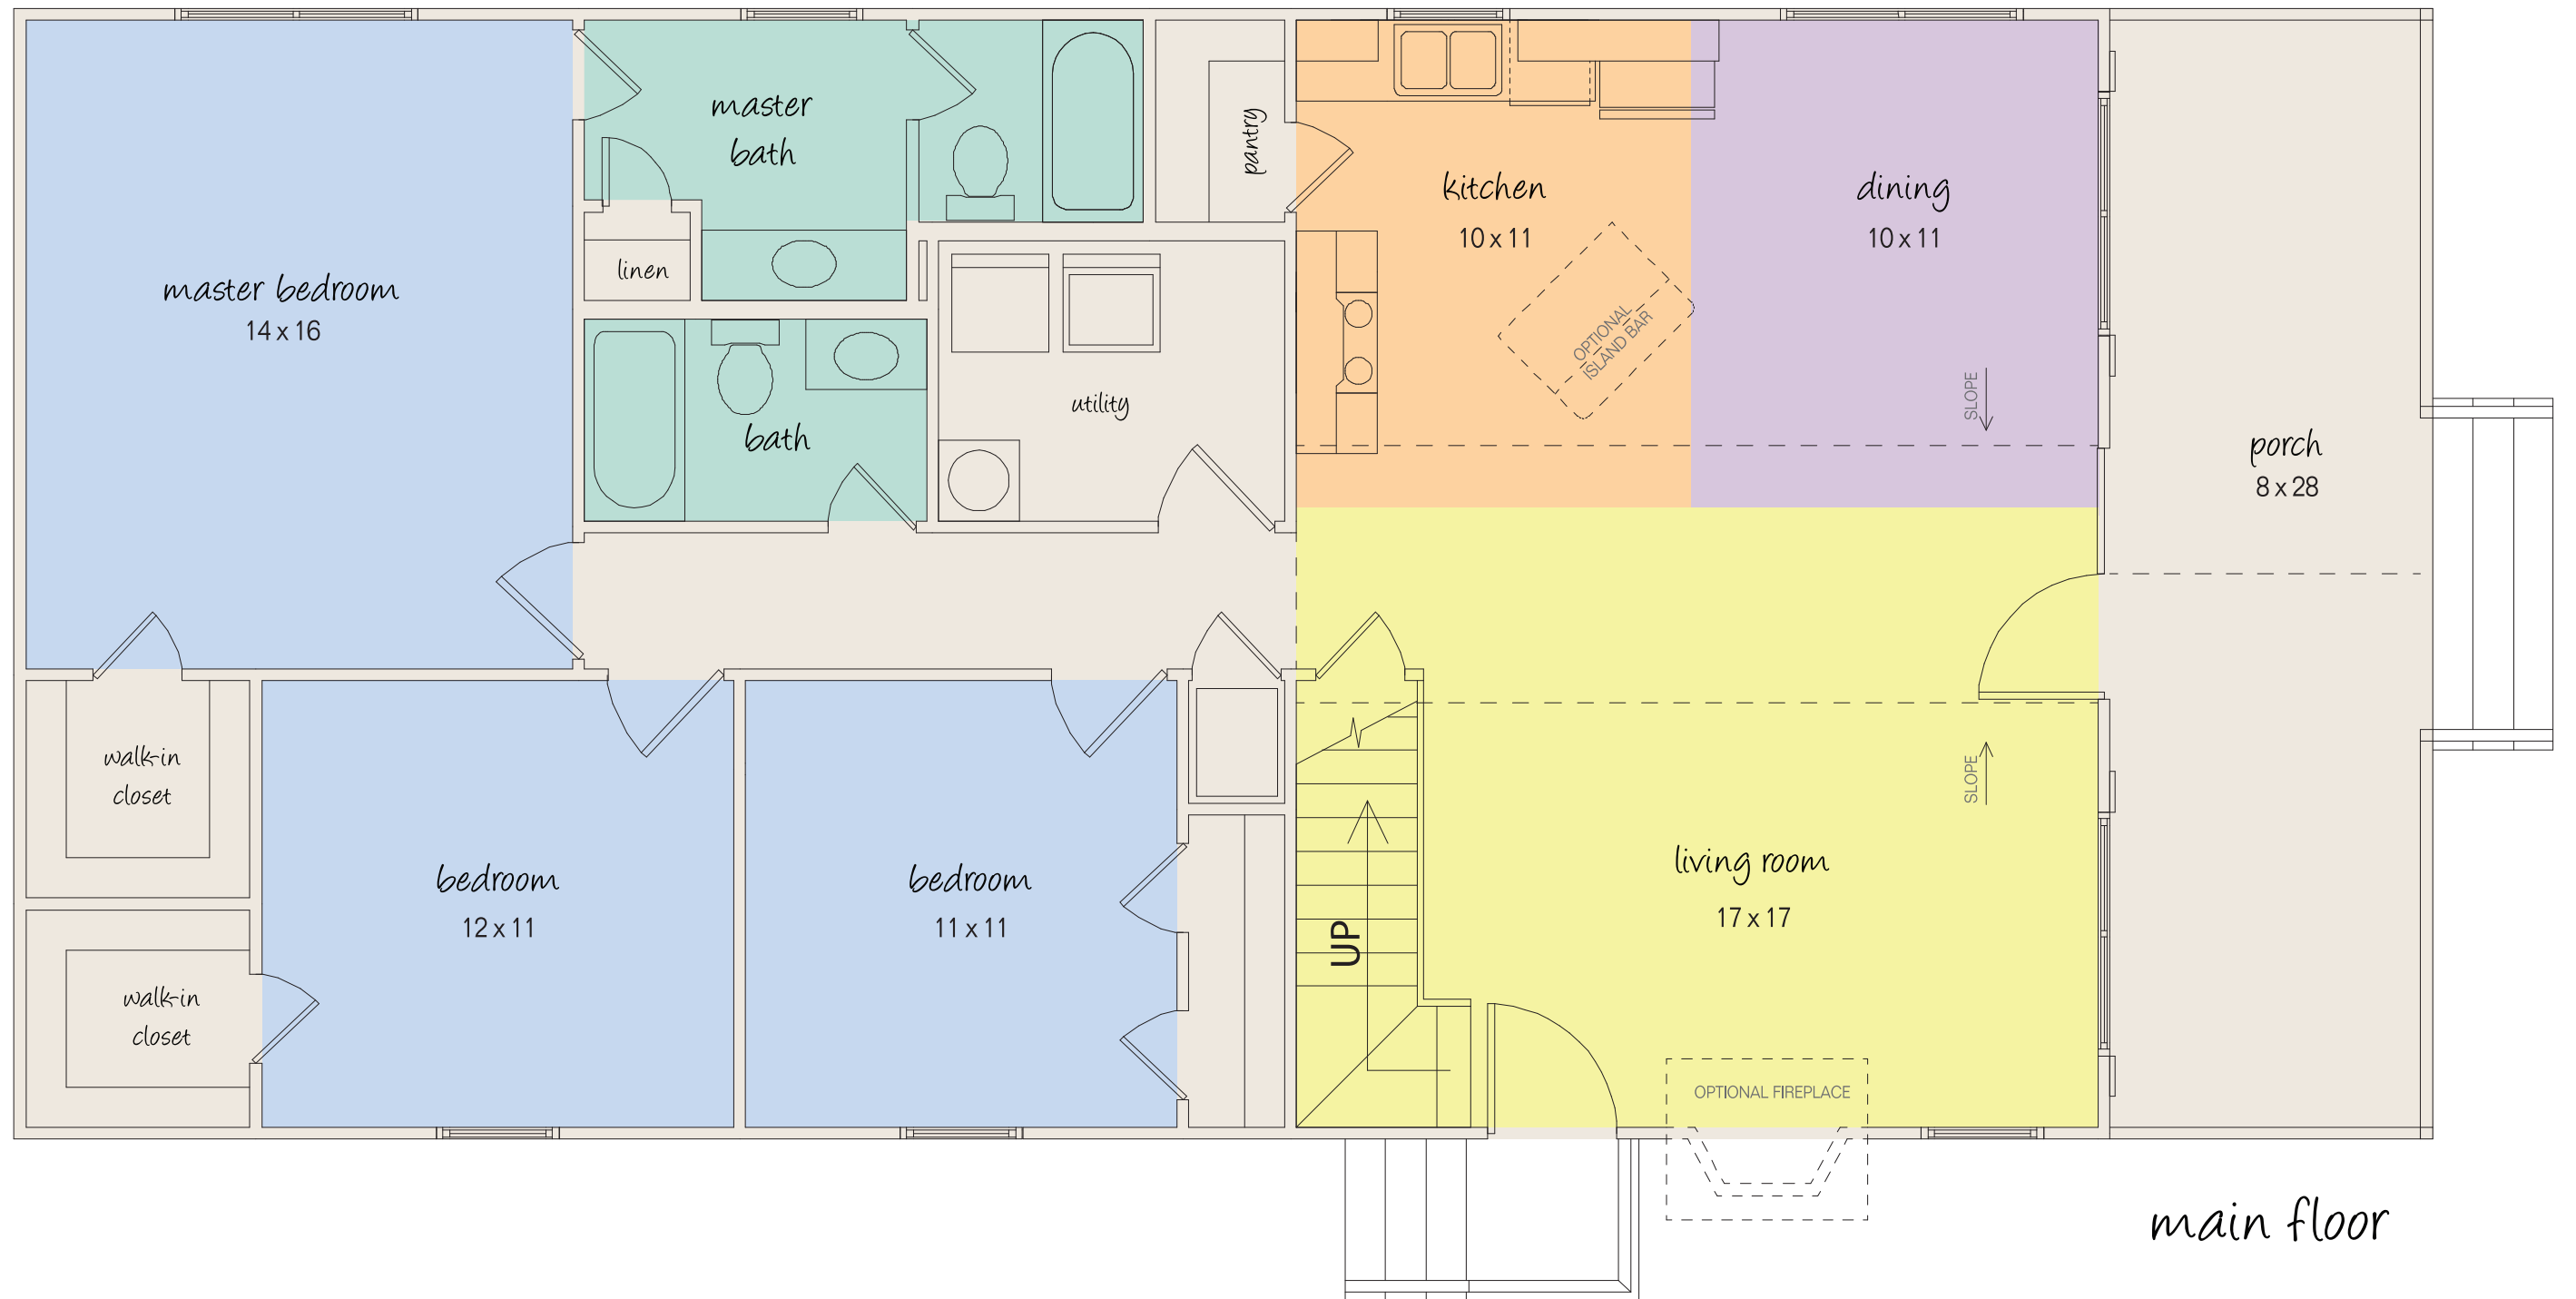 master
bath
pantry
kitchen
10 x 11
dining
10 x 11
linen
master bedroom
14 x 16
OPTIONAL
ISLAND BAR
utility
bath
SLOPE
porch
8 x 28
walk-in
closet
SLOPE
bedroom
12 x 11
bedroom
11 x 11
living room
17 x 17
UP
walk-in
closet
OPTIONAL FIREPLACE
main floor